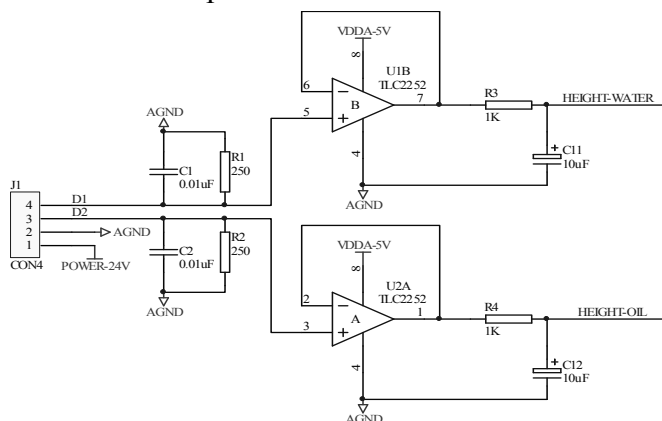 VDDA-5V
8
U1B
TLC2252
6
B
7
5
R3
1K
HEIGHT-WATER
4
C11
10uF
AGND
AGND
C1
0.01uF
R1
250
J1
4
3
2
1
CON4
D1
D2
AGND
POWER-24V
C2
0.01uF
R2
250
AGND
VDDA-5V
8
U2A
TLC2252
2
A
1
3
R4
1K
HEIGHT-OIL
4
C12
10uF
AGND